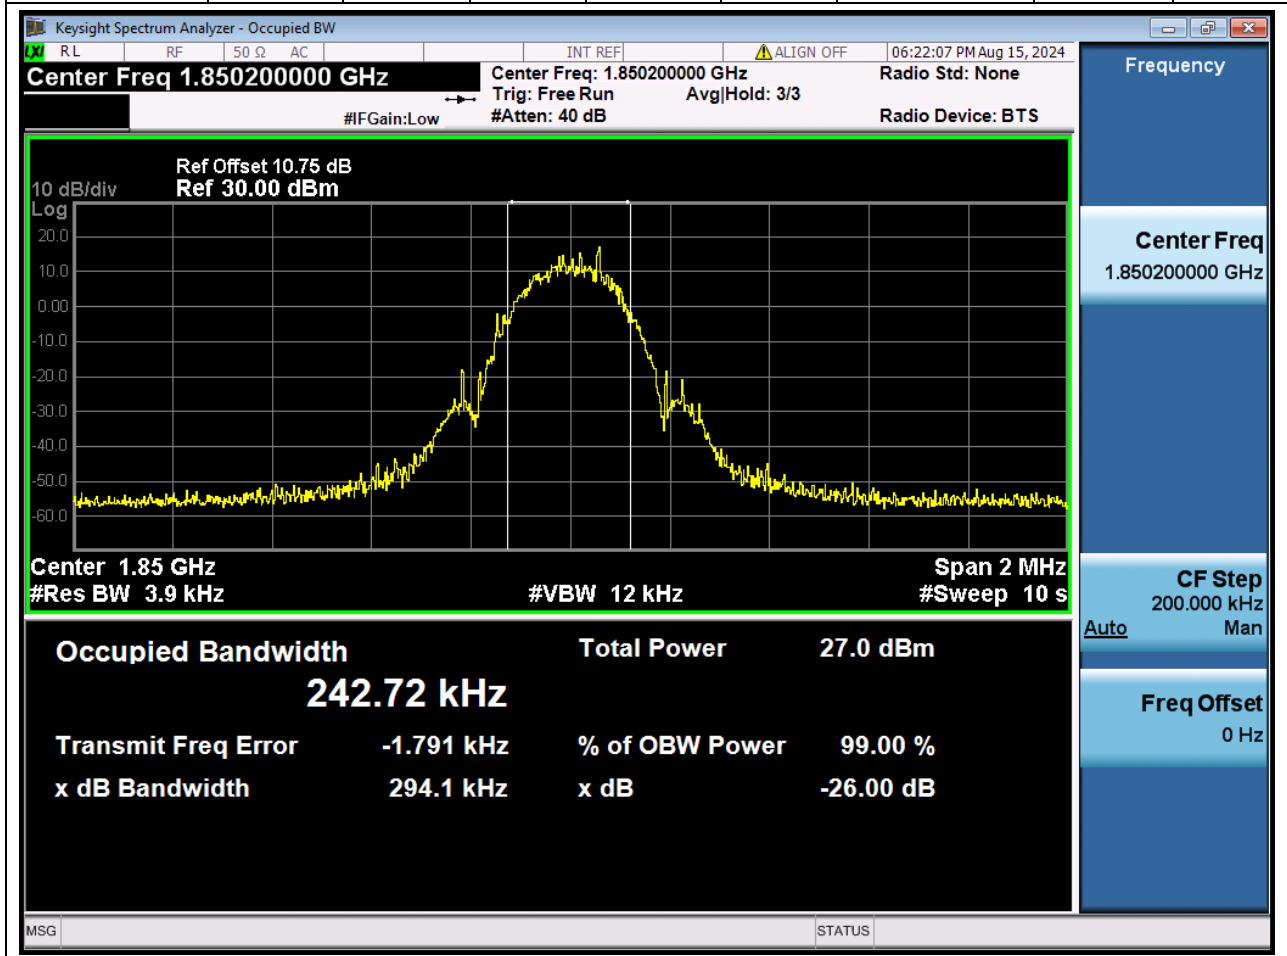 Keysight Spectrum Analyzer - Occupied BW
LXI RL RF 50 Ω AC INT REF ALIGN OFF 06:22:07 PM Aug 15, 2024
Center Freq 1.850200000 GHz
Center Freq: 1.850200000 GHz
Radio Std: None
Trig: Free Run Avg|Hold: 3/3
#IFGain:Low
#Atten: 40 dB
Radio Device: BTS
Frequency
Ref Offset 10.75 dB
10 dB/div Ref 30.00 dBm
Log
20.0
10.0
0.00
-10.0
-20.0
-30.0
-40.0
-50.0
-60.0
Center 1.85 GHz Span 2 MHz
#Res BW 3.9 kHz #VBW 12 kHz #Sweep 10 s
Center Freq
1.850200000 GHz
CF Step
200.000 kHz
Auto Man
Freq Offset
0 Hz
Occupied Bandwidth Total Power 27.0 dBm
242.72 kHz
Transmit Freq Error -1.791 kHz % of OBW Power 99.00 %
x dB Bandwidth 294.1 kHz x dB -26.00 dB
MSG STATUS